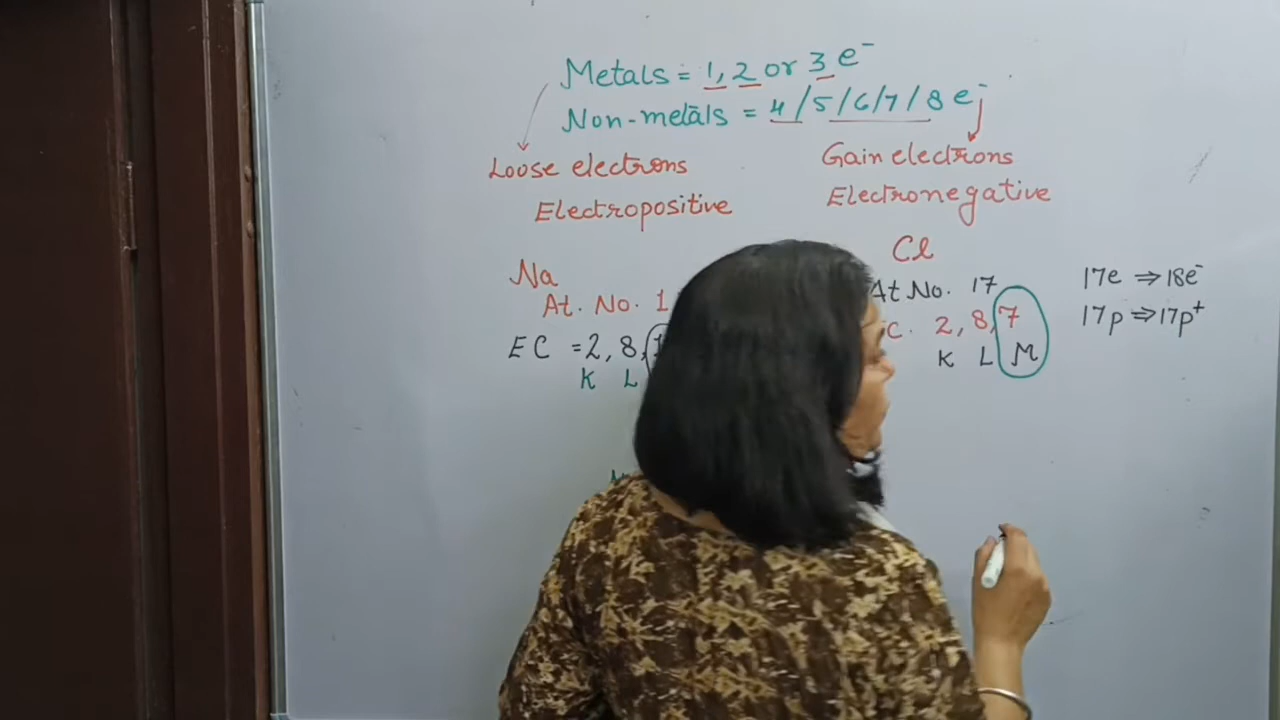 Metals = 1, 2 or 3 e⁻
Non-metals = 4/5/6/7/8 e⁻
Loose electrons
Electropositive
Gain electrons
Electronegative
Na
At. No. 1
EC = 2, 8,
K L
Cl
At No. 17
C. 2, 8, 7
K L M
17e ⇒ 18e⁻
17p ⇒ 17p⁺